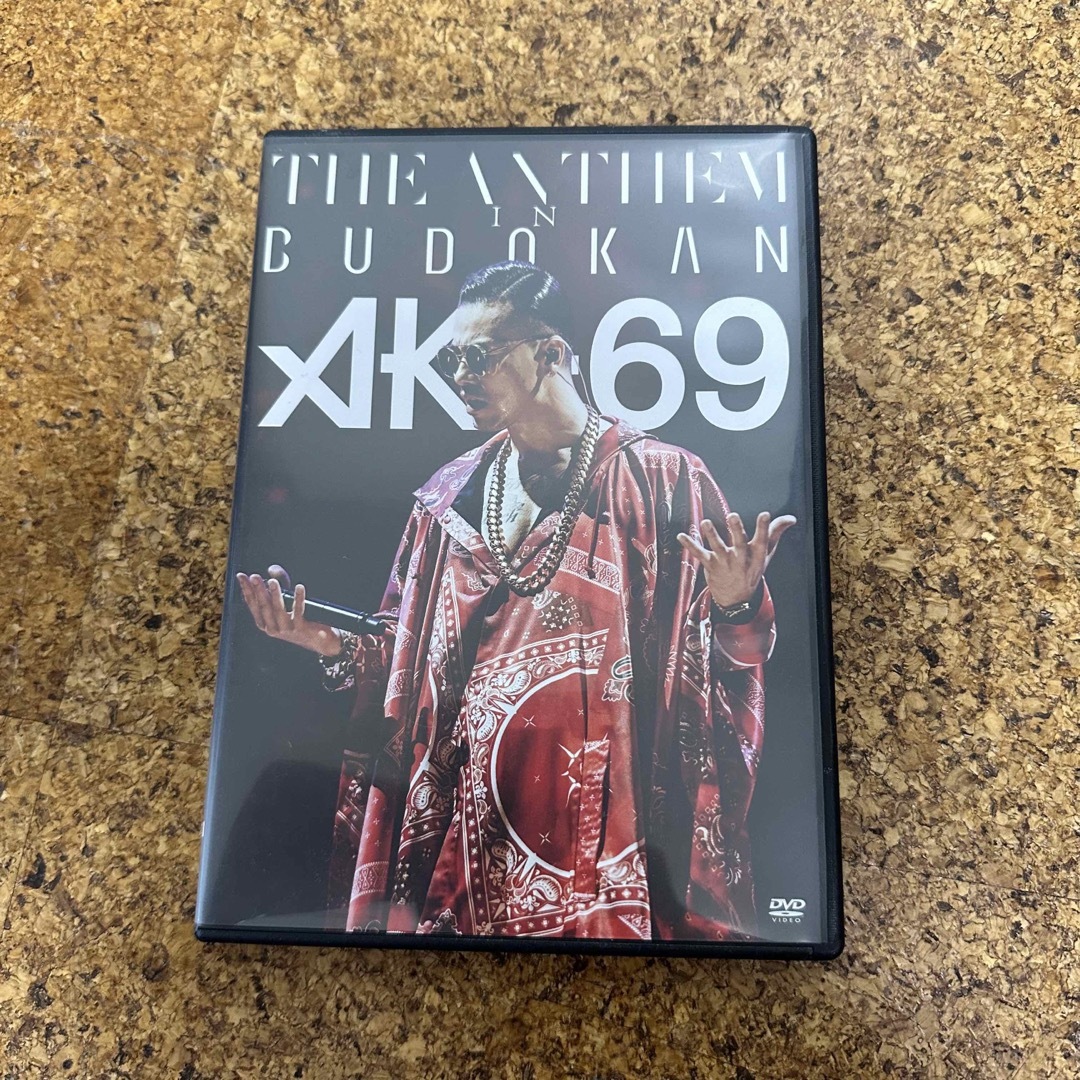 THE ANTHEM
IN
BUDOKAN
AK-69
DVD
VIDEO